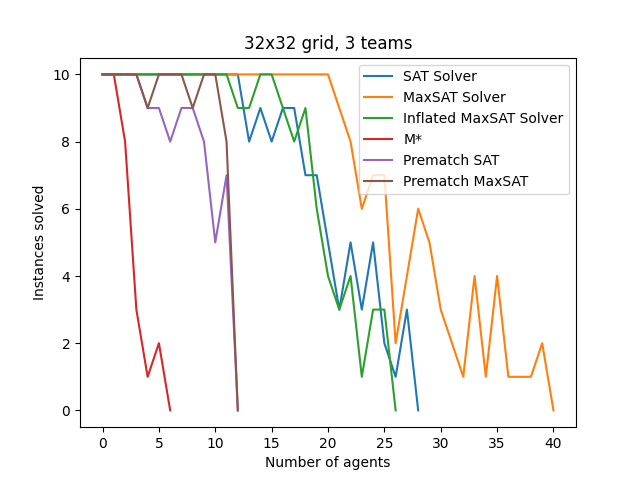 32x32 grid, 3 teams
Instances solved
10
8
6
4
2
0
SAT Solver
MaxSAT Solver
Inflated MaxSAT Solver
M*
Prematch SAT
Prematch MaxSAT
0 5 10 15 20 25 30 35 40
Number of agents